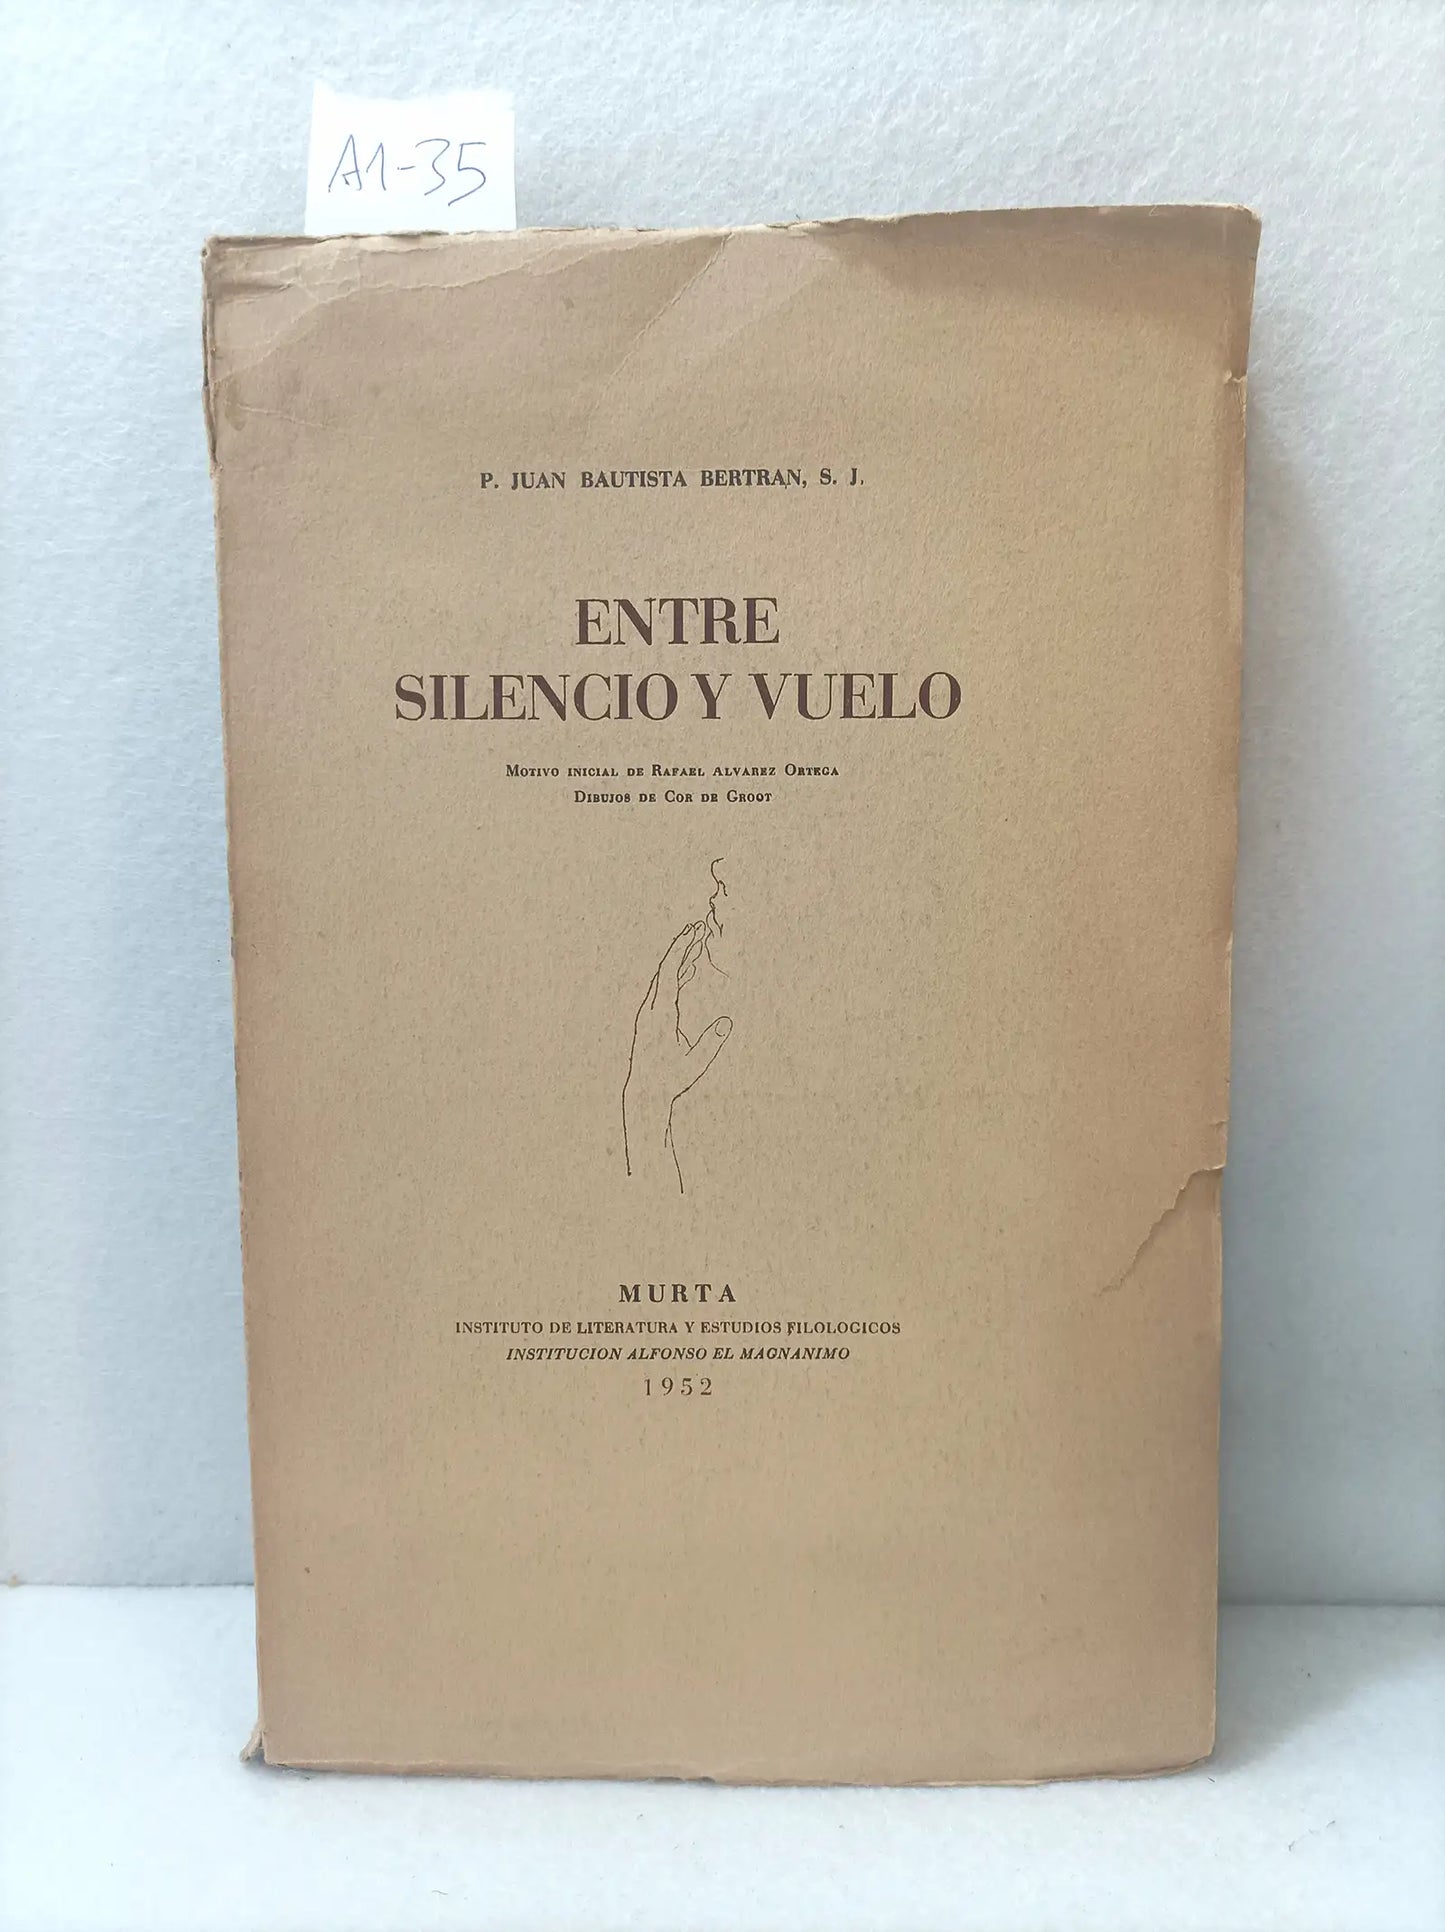 A1-35
P. JUAN BAUTISTA BERTRAN, S. J.
ENTRE
SILENCIO Y VUELO
MOTIVO INICIAL DE RAFAEL ALVAREZ ORTEGA
DIBUJOS DE COR DE GROOT
MURTA
INSTITUTO DE LITERATURA Y ESTUDIOS FILOLOGICOS
INSTITUCION ALFONSO EL MAGNANIMO
1952